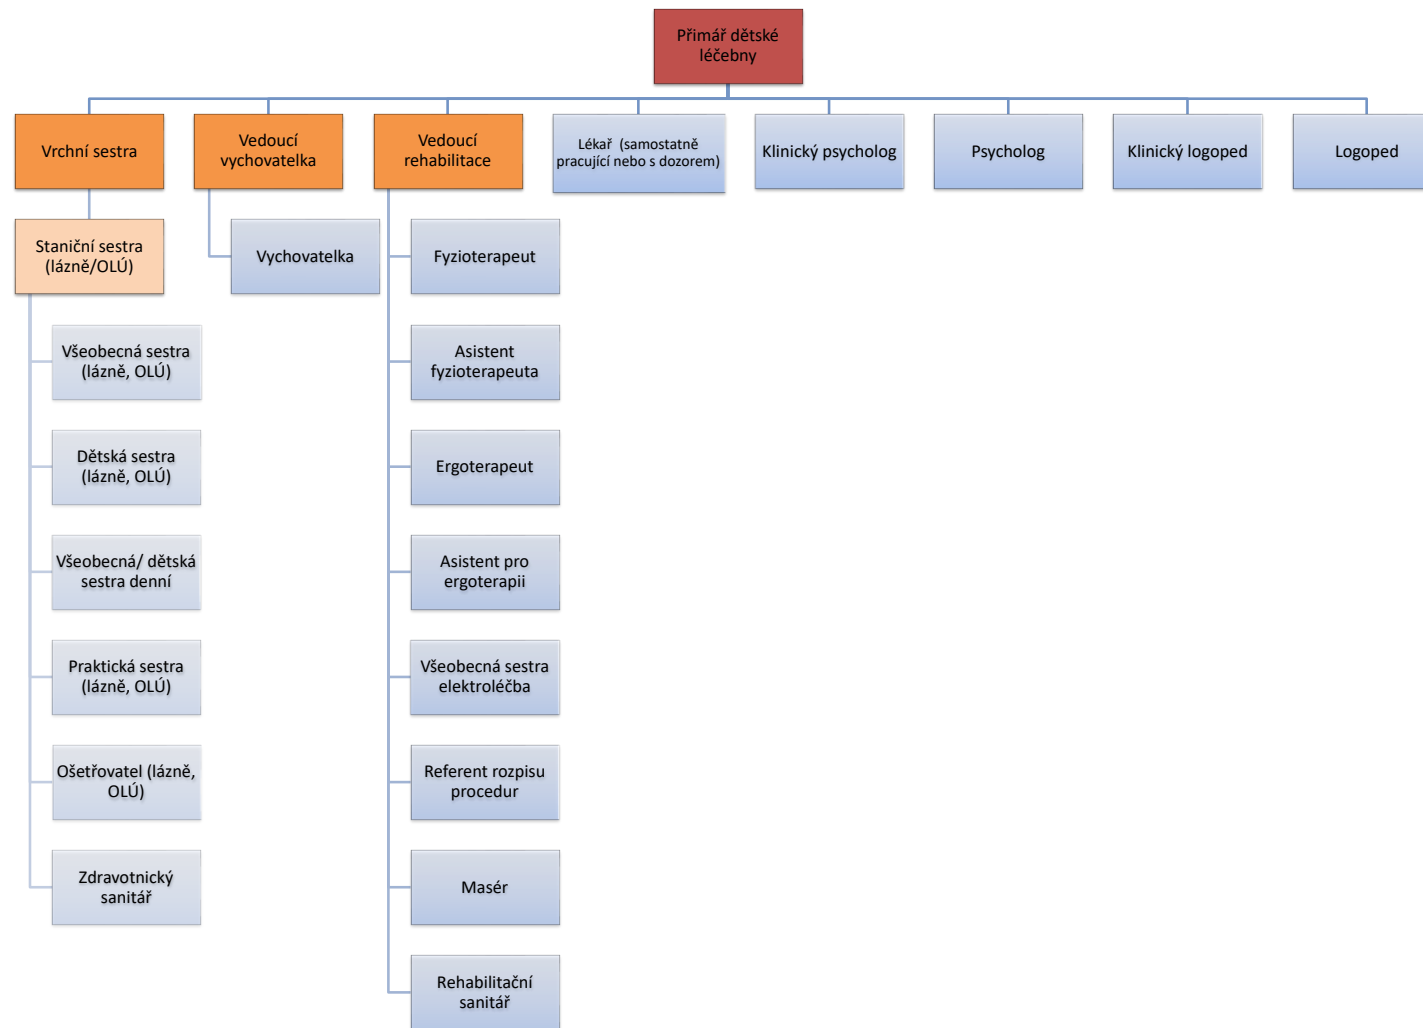 Přimář dětské
léčebny
Vrchní sestra
Vedoucí
vychovatelka
Vedoucí
rehabilitace
Lékař (samostatně
pracující nebo s dozorem)
Klinický psycholog
Psycholog
Klinický logoped
Logoped
Staniční sestra
(lázně/OLÚ)
Vychovatelka
Fyzioterapeut
Všeobecná sestra
(lázně, OLÚ)
Asistent
fyzioterapeuta
Dětská sestra
(lázně, OLÚ)
Ergoterapeut
Všeobecná/ dětská
sestra denní
Asistent pro
ergoterapii
Praktická sestra
(lázně, OLÚ)
Všeobecná sestra
elektroléčba
Ošetřovatel (lázně,
OLÚ)
Referent rozpisu
procedur
Zdravotnický
sanitář
Masér
Rehabilitační
sanitář